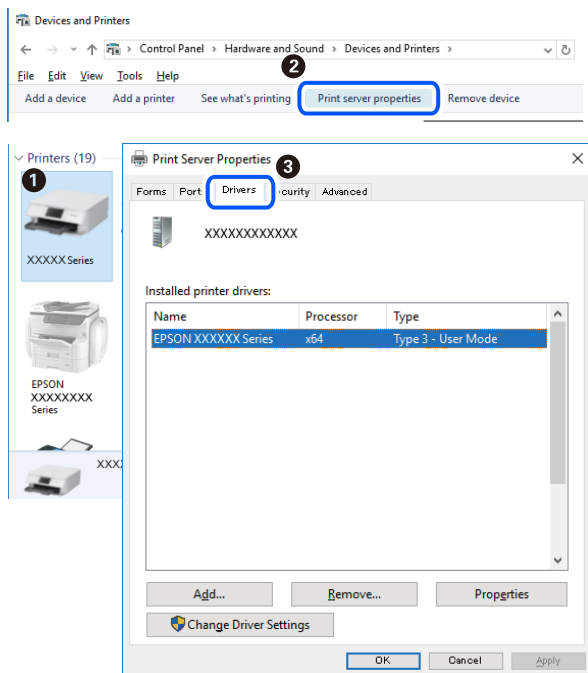 Devices and Printers
Control Panel > Hardware and Sound > Devices and Printers >
2
File Edit View Tools Help
Add a device Add a printer See what's printing Print server properties Remove device
Printers (19)
1
XXXXX Series
EPSON
XXXXXXXX
Series
XXX
Print Server Properties
3
Forms Port Drivers curity Advanced
XXXXXXXXXXXX
Installed printer drivers:
Name Processor Type
EPSON XXXXXX Series x64 Type 3 - User Mode
Add... Remove... Properties
Change Driver Settings
OK Cancel Apply